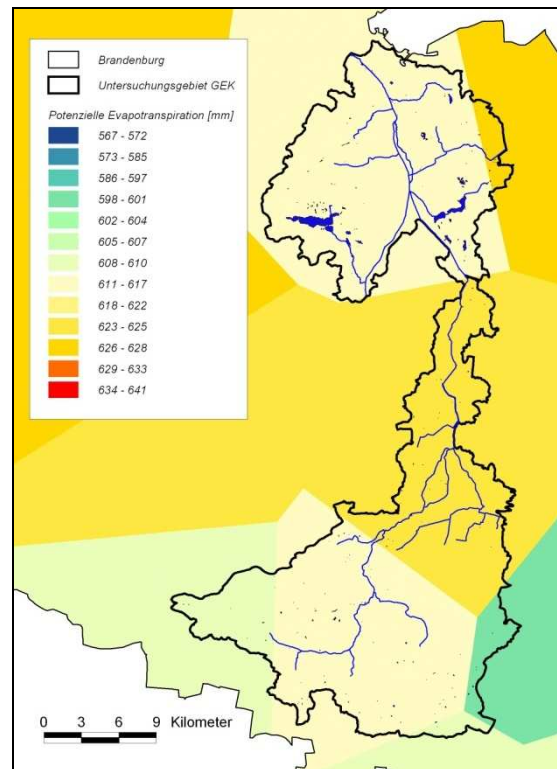 Brandenburg
Untersuchungsgebiet GEK
Potenzielle Evapotranspiration [mm]
567 - 572
573 - 585
586 - 597
598 - 601
602 - 604
605 - 607
608 - 610
611 - 617
618 - 622
623 - 625
626 - 628
629 - 633
634 - 641
0 3 6 9 Kilometer